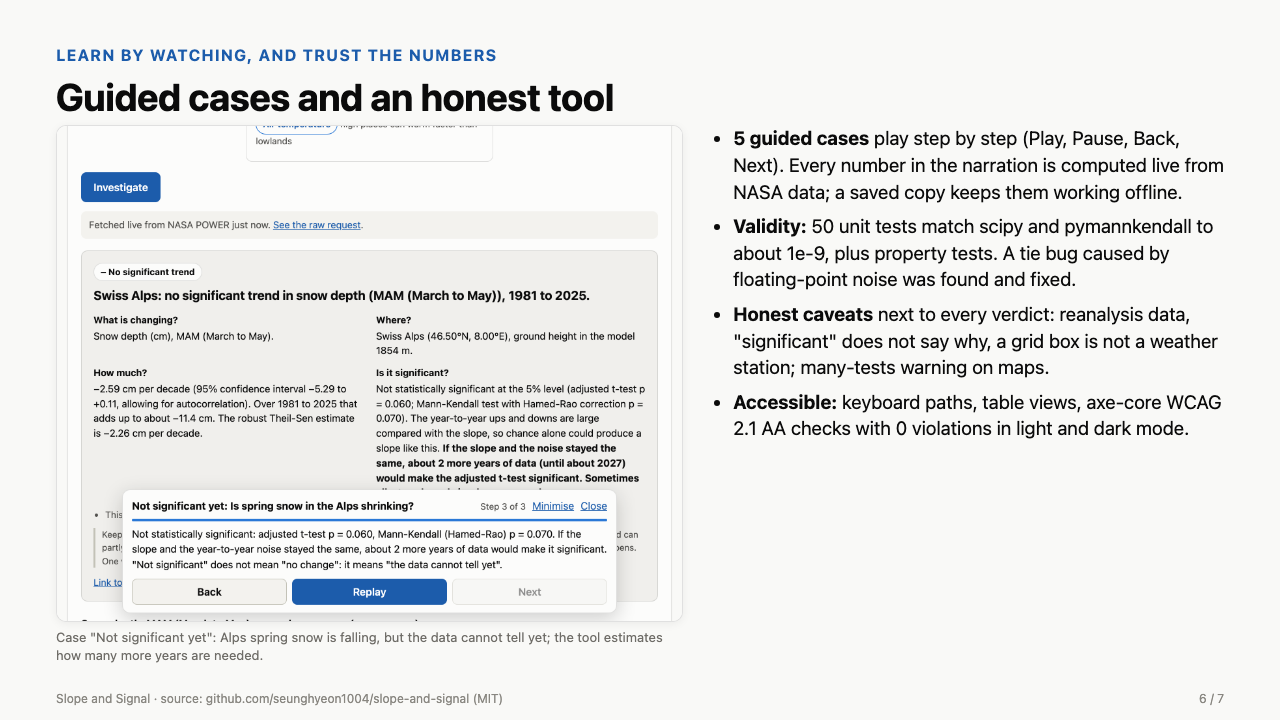 LEARN BY WATCHING, AND TRUST THE NUMBERS
Guided cases and an honest tool
lowlands
Investigate
Fetched live from NASA POWER just now. See the raw request.
– No significant trend
Swiss Alps: no significant trend in snow depth (MAM (March to May)), 1981 to 2025.
What is changing?
Snow depth (cm), MAM (March to May).
Where?
Swiss Alps (46.50°N, 8.00°E), ground height in the model
1854 m.
How much?
−2.59 cm per decade (95% confidence interval −5.29 to
+0.11, allowing for autocorrelation). Over 1981 to 2025 that
adds up to about −11.4 cm. The robust Theil-Sen estimate
is −2.26 cm per decade.
Is it significant?
Not statistically significant at the 5% level (adjusted t-test p
= 0.060; Mann-Kendall test with Hamed-Rao correction p =
0.070). The year-to-year ups and downs are large
compared with the slope, so chance alone could produce a
slope like this. If the slope and the noise stayed the
same, about 2 more years of data (until about 2027)
would make the adjusted t-test significant. Sometimes
• This
Keep
partly
One
Link to
d can
pens.
Not significant yet: Is spring snow in the Alps shrinking?
Step 3 of 3 Minimise Close
Not statistically significant: adjusted t-test p = 0.060, Mann-Kendall (Hamed-Rao) p = 0.070. If the
slope and the year-to-year noise stayed the same, about 2 more years of data would make it significant.
"Not significant" does not mean "no change": it means "the data cannot tell yet".
Back
Replay
Next
Case "Not significant yet": Alps spring snow is falling, but the data cannot tell yet; the tool estimates
how many more years are needed.
• 5 guided cases play step by step (Play, Pause, Back,
Next). Every number in the narration is computed live from
NASA data; a saved copy keeps them working offline.
• Validity: 50 unit tests match scipy and pymannkendall to
about 1e-9, plus property tests. A tie bug caused by
floating-point noise was found and fixed.
• Honest caveats next to every verdict: reanalysis data,
"significant" does not say why, a grid box is not a weather
station; many-tests warning on maps.
• Accessible: keyboard paths, table views, axe-core WCAG
2.1 AA checks with 0 violations in light and dark mode.
Slope and Signal · source: github.com/seunghyeon1004/slope-and-signal (MIT)
6 / 7